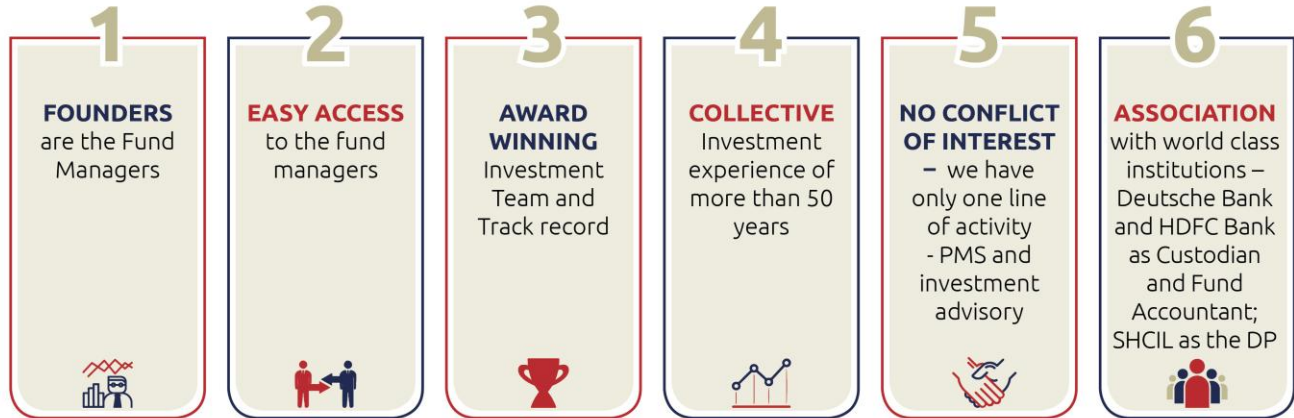 1
FOUNDERS
are the Fund
Managers
2
EASY ACCESS
to the fund
managers
3
AWARD
WINNING
Investment
Team and
Track record
4
COLLECTIVE
Investment
experience of
more than 50
years
5
NO CONFLICT
OF INTEREST
– we have
only one line
of activity
- PMS and
investment
advisory
6
ASSOCIATION
with world class
institutions –
Deutsche Bank
and HDFC Bank
as Custodian
and Fund
Accountant;
SHCIL as the DP